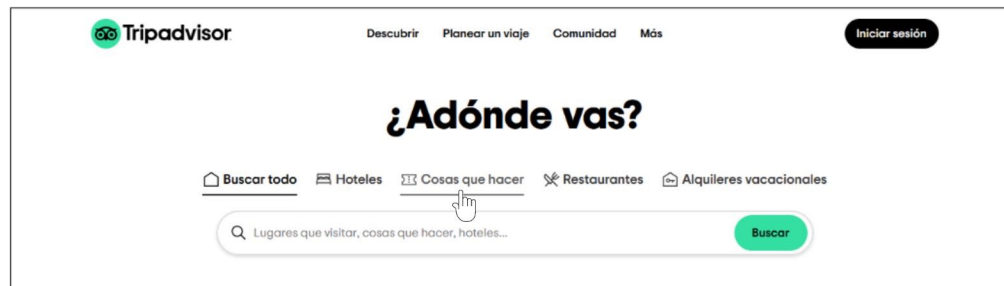 Tripadvisor
Descubrir Planear un viaje Comunidad Más
Iniciar sesión
¿Adónde vas?
Buscar todo Hoteles Cosas que hacer Restaurantes Alquileres vacacionales
Lugares que visitar, cosas que hacer, hoteles... Buscar